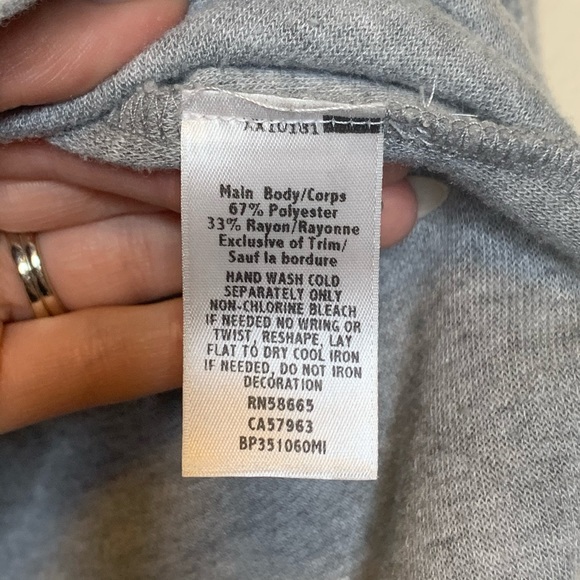 Main Body/Corps
67% Polyester
33% Rayon/Rayonne
Exclusive of Trim/
Sauf la bordure
HAND WASH COLD
SEPARATELY ONLY
NON-CHLORINE BLEACH
IF NEEDED NO WRING OR
TWIST, RESHAPE, LAY
FLAT TO DRY COOL IRON
IF NEEDED, DO NOT IRON
DECORATION
RN58665
CA57963
BP351060MI